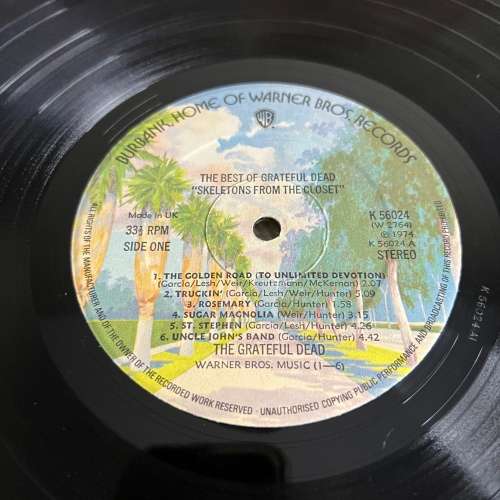 BURBANK, HOME OF WARNER BROS. RECORDS
WB
THE BEST OF GRATEFUL DEAD
"SKELETONS FROM THE CLOSET"
Made in UK
33⅓ RPM
SIDE ONE
K 56024
(W 2764)
℗ 1974
K 56024 A
STEREO
1. THE GOLDEN ROAD (TO UNLIMITED DEVOTION)
(Garcia/Lesh/Weir/Kreutzmann/McKernan) 2.07
2. TRUCKIN' (Garcia/Lesh/Weir/Hunter) 5.09
3. ROSEMARY (Garcia/Hunter) 1.58
4. SUGAR MAGNOLIA (Weir/Hunter) 3.15
5. ST. STEPHEN (Garcia/Lesh/Hunter) 4.26
6. UNCLE JOHN'S BAND (Garcia/Hunter) 4.42
THE GRATEFUL DEAD
WARNER BROS. MUSIC (1—6)
ALL RIGHTS OF THE MANUFACTURER AND OF THE OWNER OF THE RECORDED WORK RESERVED - UNAUTHORISED COPYING PUBLIC PERFORMANCE AND BROADCASTING OF THIS RECORD PROHIBITED
K 56024 A1